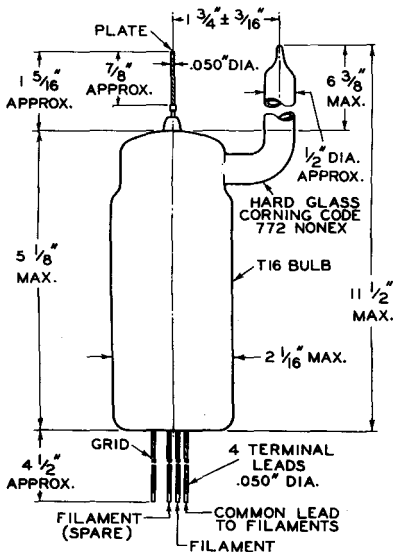 1 3/4" ± 3/16"
PLATE
.050" DIA.
7/8"
APPROX.
1 5/16"
APPROX.
6 3/8"
MAX.
1/2" DIA.
APPROX.
HARD GLASS
CORNING CODE
772 NONEX
5 1/8"
MAX.
T16 BULB
11 1/2"
MAX.
2 1/16" MAX.
GRID
4 1/2"
APPROX.
4 TERMINAL
LEADS
.050" DIA.
FILAMENT
(SPARE)
COMMON LEAD
TO FILAMENTS
FILAMENT